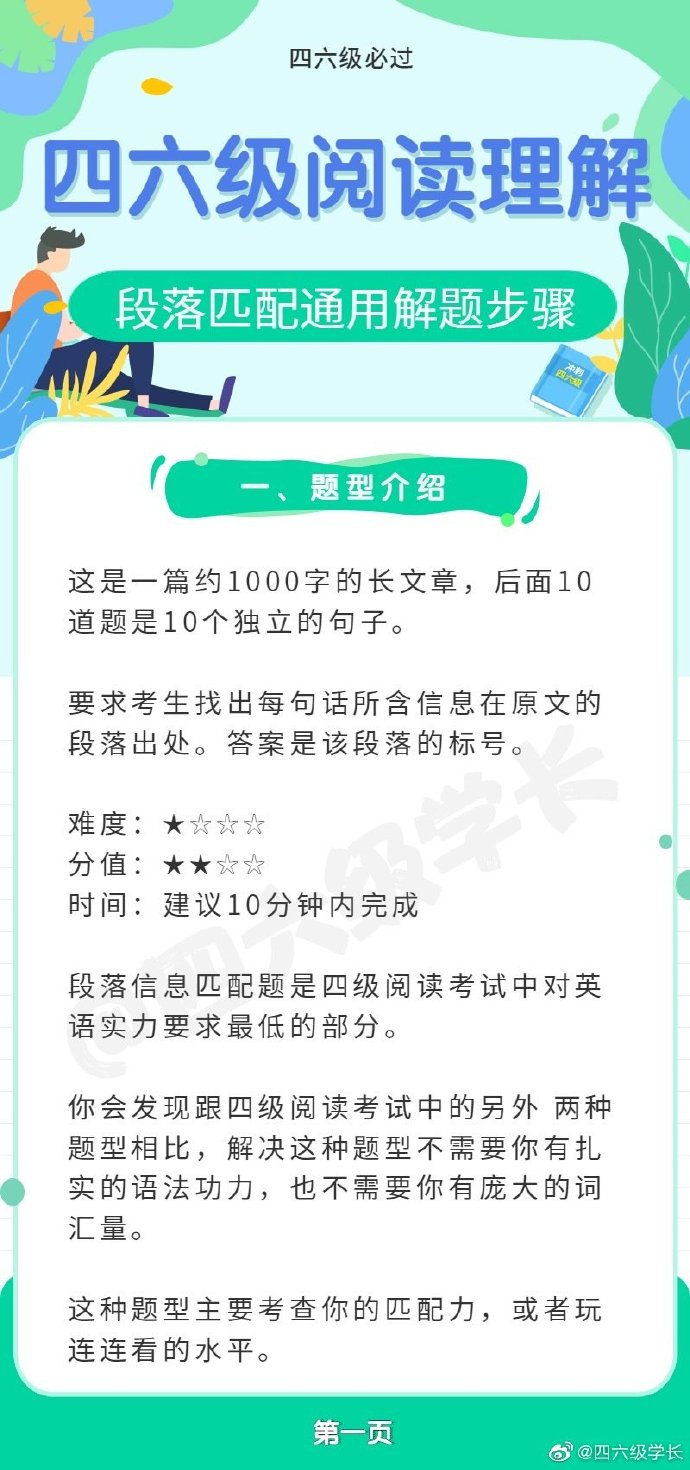 四六级必过
四六级阅读理解
段落匹配通用解题步骤
冲刺
四六级
一、题型介绍
这是一篇约1000字的长文章，后面10
道题是10个独立的句子。
要求考生找出每句话所含信息在原文的
段落出处。答案是该段落的标号。
难度：★☆☆☆
分值：★★☆☆
时间：建议10分钟内完成
@四六级学长
段落信息匹配题是四级阅读考试中对英
语实力要求最低的部分。
你会发现跟四级阅读考试中的另外 两种
题型相比，解决这种题型不需要你有扎
实的语法功力，也不需要你有庞大的词
汇量。
这种题型主要考查你的匹配力，或者玩
连连看的水平。
第一页
@四六级学长